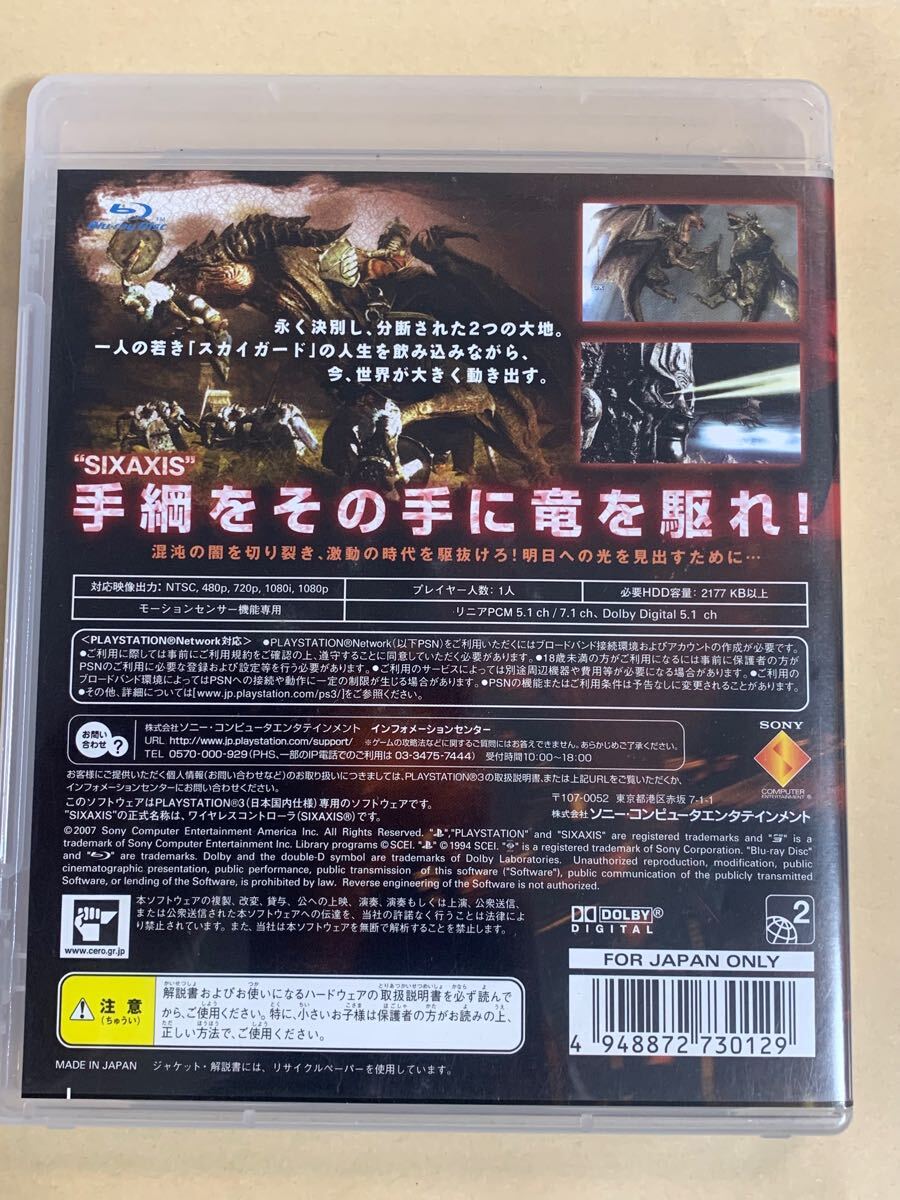 Blu-ray Disc TM
永く決別し、分断された2つの大地。
一人の若き「スカイガード」の人生を飲み込みながら、
今、世界が大きく動き出す。
“SIXAXIS”
手綱をその手に竜を駆れ!
混沌の闇を切り裂き、激動の時代を駆抜けろ!明日への光を見出すために…
対応映像出力: NTSC, 480p, 720p, 1080i, 1080p
プレイヤー人数: 1人
必要HDD容量: 2177 KB以上
モーションセンサー機能専用
リニアPCM 5.1 ch / 7.1 ch、Dolby Digital 5.1 ch
<PLAYSTATION®Network対応> ●PLAYSTATION®Network(以下PSN)をご利用いただくにはブロードバンド接続環境およびアカウントの作成が必要です。
●ご利用に際しては事前にご利用規約をご確認の上、遵守することに同意していただく必要があります。●18歳未満の方がご利用になるには事前に保護者の方が
PSNのご利用に必要な登録および設定等を行う必要があります。●ご利用のサービスによっては別途周辺機器や費用等が必要になる場合があります。●ご利用の
ブロードバンド環境によってはPSNへの接続や動作に一定の制限が生じる場合があります。●PSNの機能またはご利用条件は予告なしに変更されることがあります。
●その他、詳細については[www.jp.playstation.com/ps3/]をご参照ください。
お問い合わせ?
株式会社ソニー・コンピュータエンタテインメント インフォメーションセンター
URL http://www.jp.playstation.com/support/ ※ゲームの攻略法などに関するご質問にはお答えできません。あらかじめご了承ください。
TEL 0570-000-929(PHS、一部のIP電話でのご利用は 03-3475-7444) 受付時間10:00~18:00
お客様にご提供いただく個人情報(お問い合わせなど)のお取り扱いにつきましては、PLAYSTATION®3の取扱説明書、または上記URLをご覧いただくか、
インフォメーションセンターにお問い合わせください。
SONY
COMPUTER
ENTERTAINMENT®
このソフトウェアはPLAYSTATION®3(日本国内仕様)専用のソフトウェアです。
"SIXAXIS"の正式名称は、ワイヤレスコントローラ(SIXAXIS®)です。
〒107-0052 東京都港区赤坂 7-1-1
株式会社 ソニー・コンピュータエンタテインメント
©2007 Sony Computer Entertainment America Inc. All Rights Reserved. " ","PLAYSTATION" and "SIXAXIS" are registered trademarks and " " is a
trademark of Sony Computer Entertainment Inc. Library programs ©SCEI. " " ©1994 SCEI. " " is a registered trademark of Sony Corporation. "Blu-ray Disc"
and " " are trademarks. Dolby and the double-D symbol are trademarks of Dolby Laboratories. Unauthorized reproduction, modification, public
cinematographic presentation, public performance, public transmission of this software ("Software"), public communication of the publicly transmitted
Software, or lending of the Software, is prohibited by law. Reverse engineering of the Software is not authorized.
www.cero.gr.jp
本ソフトウェアの複製、改変、貸与、公への上映、演奏、演奏もしくは上演、公衆送信、
または公衆送信された本ソフトウェアへの伝達を、当社の許諾なく行うことは法律によ
り禁止されています。また、当社は本ソフトウェアを無断で解析することを禁止します。
DOLBY®
DIGITAL
2
FOR JAPAN ONLY
注意
(ちゅうい)
解説書およびお使いになるハードウェアの取扱説明書を必ず読んで
から、ご使用ください。特に、小さいお子様は保護者の方がお読みの上、
正しい方法で、ご使用ください。
4 948872 730129
MADE IN JAPAN ジャケット・解説書には、リサイクルペーパーを使用しています。